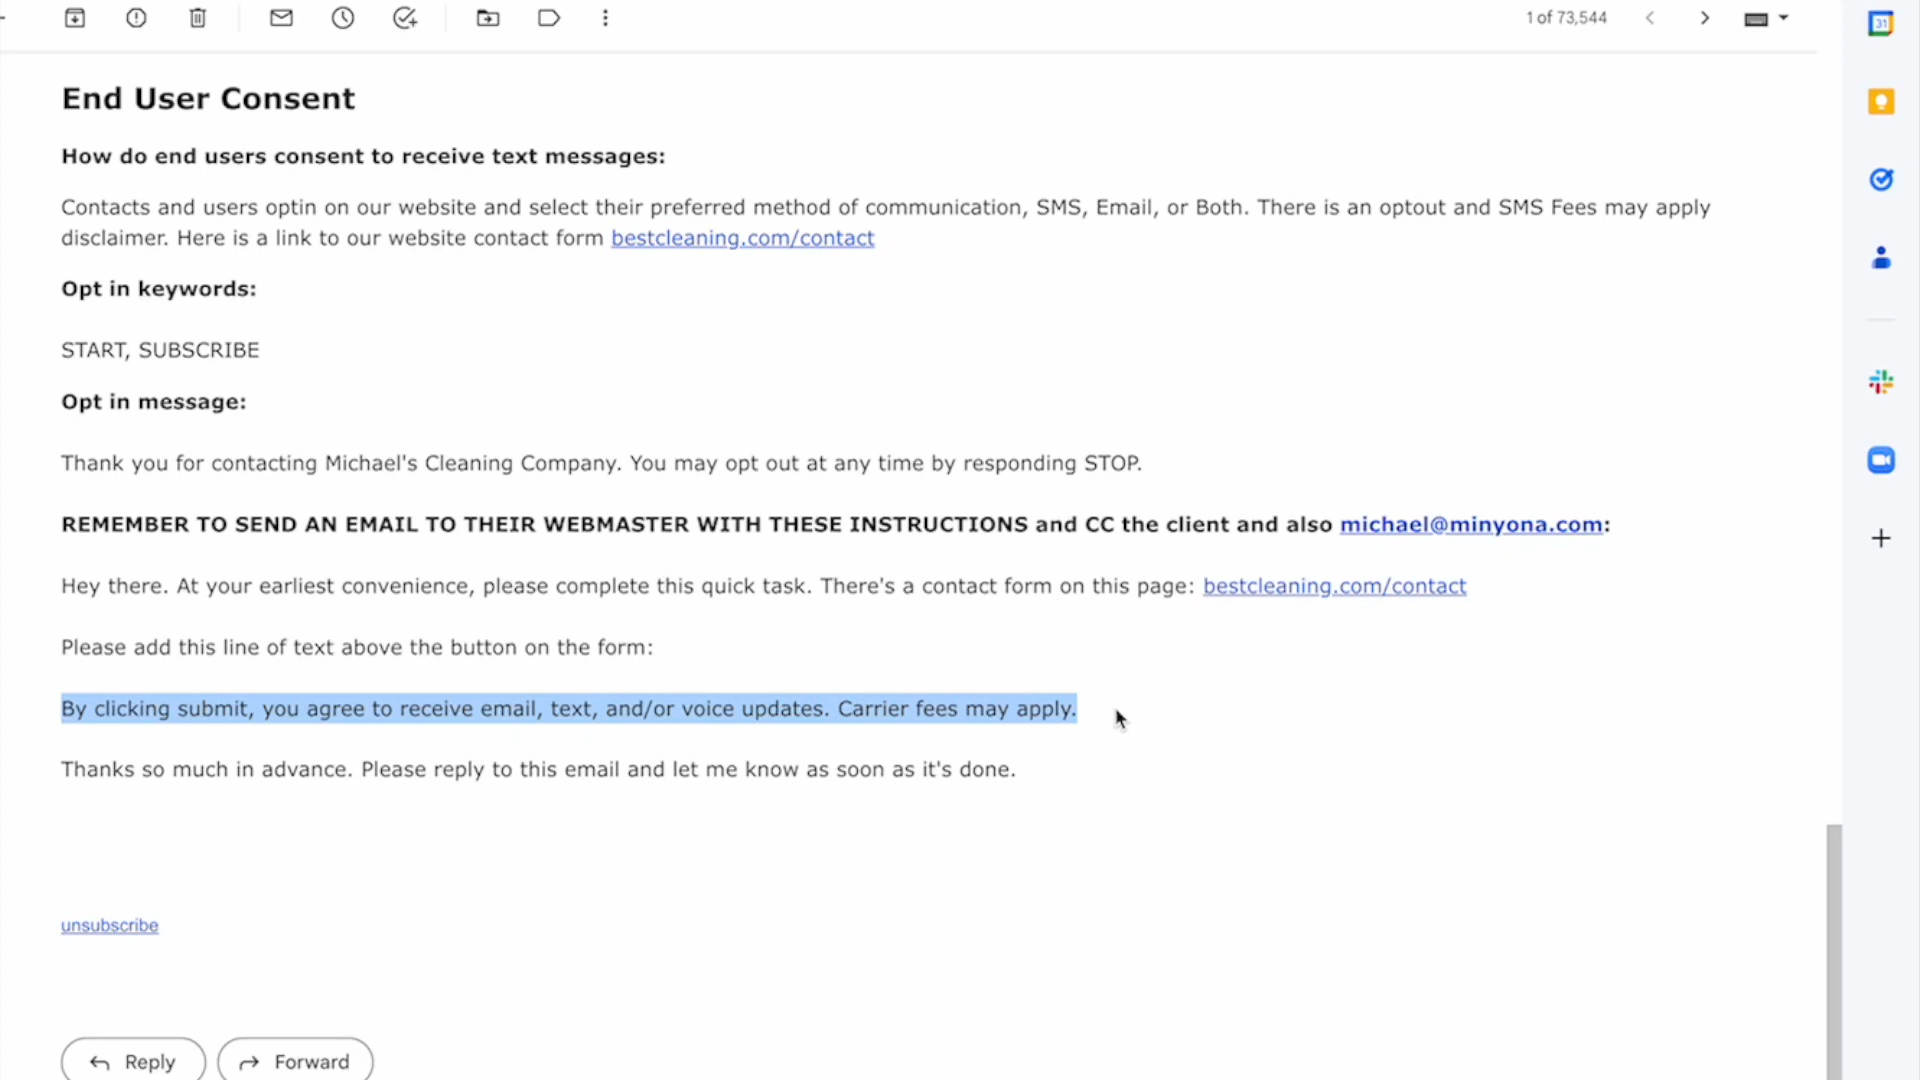 1 of 73,544
31
End User Consent
How do end users consent to receive text messages:
Contacts and users optin on our website and select their preferred method of communication, SMS, Email, or Both. There is an optout and SMS Fees may apply
disclaimer. Here is a link to our website contact form bestcleaning.com/contact
Opt in keywords:
START, SUBSCRIBE
Opt in message:
Thank you for contacting Michael's Cleaning Company. You may opt out at any time by responding STOP.
REMEMBER TO SEND AN EMAIL TO THEIR WEBMASTER WITH THESE INSTRUCTIONS and CC the client and also michael@minyona.com:
Hey there. At your earliest convenience, please complete this quick task. There's a contact form on this page: bestcleaning.com/contact
Please add this line of text above the button on the form:
By clicking submit, you agree to receive email, text, and/or voice updates. Carrier fees may apply.
Thanks so much in advance. Please reply to this email and let me know as soon as it's done.
unsubscribe
Reply
Forward